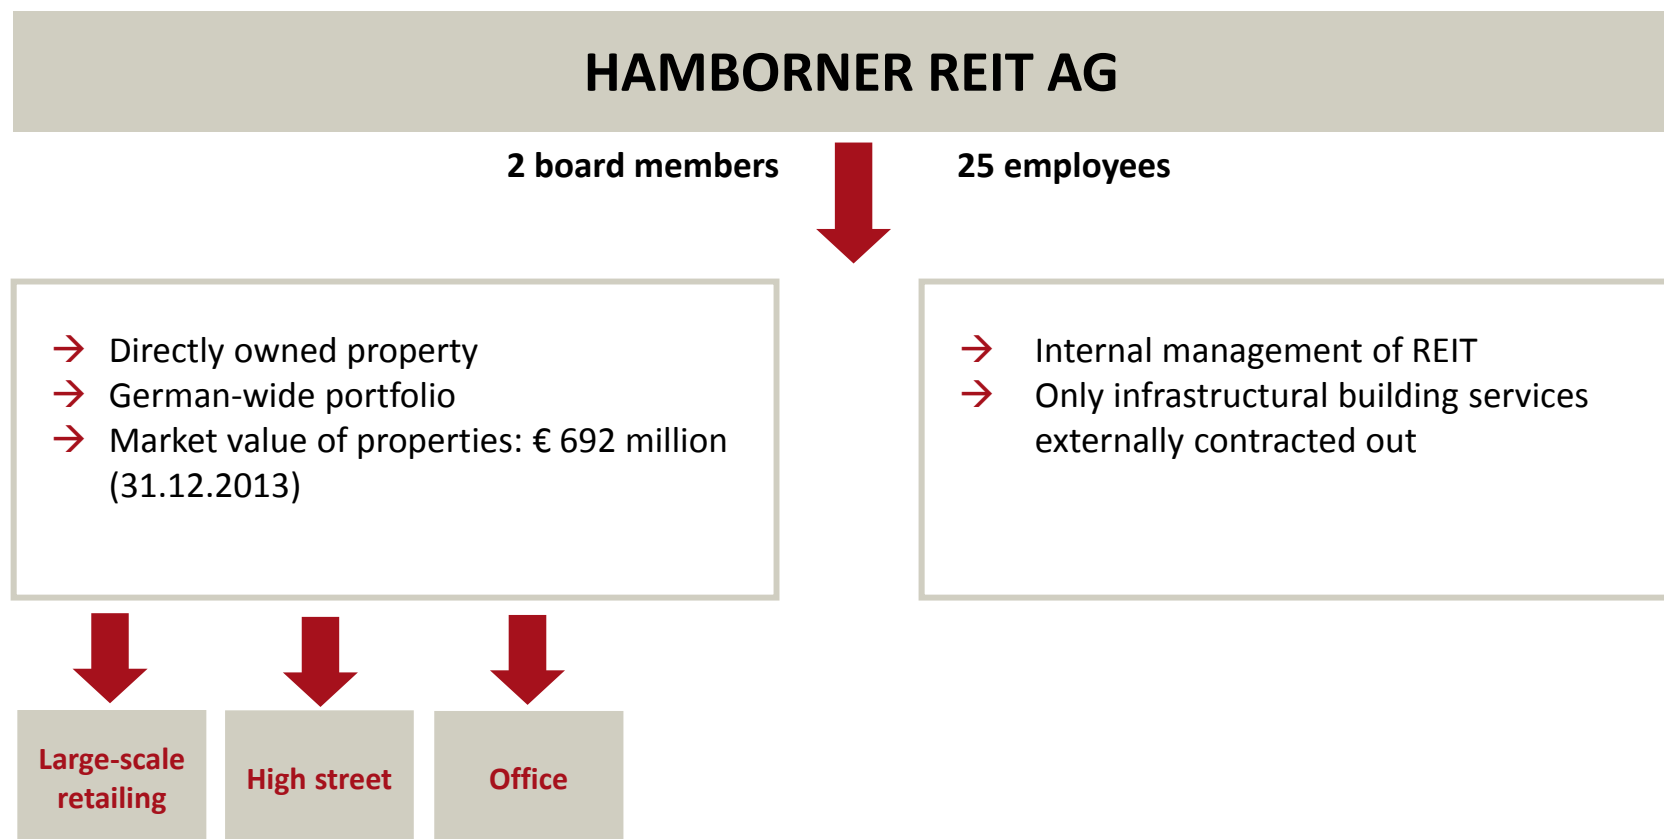 HAMBORNER REIT AG
2 board members
25 employees
→ Directly owned property
→ German-wide portfolio
→ Market value of properties: € 692 million
(31.12.2013)
→ Internal management of REIT
→ Only infrastructural building services
externally contracted out
Large-scale
retailing
High street
Office